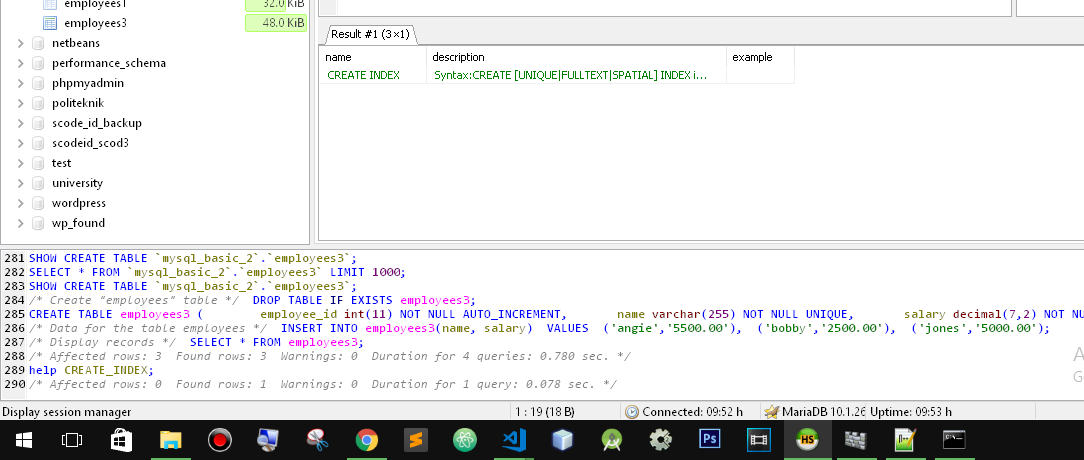 employees1
32.0 KiB
employees3
48.0 KiB
netbeans
performance_schema
phpmyadmin
politeknik
scode_id_backup
scodeid_scod3
test
university
wordpress
wp_found
Result #1 (3×1)
name description example
CREATE INDEX Syntax:CREATE [UNIQUE|FULLTEXT|SPATIAL] INDEX i...
281 SHOW CREATE TABLE `mysql_basic_2`.`employees3`;
282 SELECT * FROM `mysql_basic_2`.`employees3` LIMIT 1000;
283 SHOW CREATE TABLE `mysql_basic_2`.`employees3`;
284 /* Create "employees" table */ DROP TABLE IF EXISTS employees3;
285 CREATE TABLE employees3 ( employee_id int(11) NOT NULL AUTO_INCREMENT, name varchar(255) NOT NULL UNIQUE, salary decimal(7,2) NOT NU
286 /* Data for the table employees */ INSERT INTO employees3(name, salary) VALUES ('angie','5500.00'), ('bobby','2500.00'), ('jones','5000.00');
287 /* Display records */ SELECT * FROM employees3;
288 /* Affected rows: 3 Found rows: 3 Warnings: 0 Duration for 4 queries: 0.780 sec. */
289 help CREATE_INDEX;
290 /* Affected rows: 0 Found rows: 1 Warnings: 0 Duration for 1 query: 0.078 sec. */
A
G
Display session manager
1 : 19 (18 B)
Connected: 09:52 h
MariaDB 10.1.26
Uptime: 09:53 h
Ps
HS